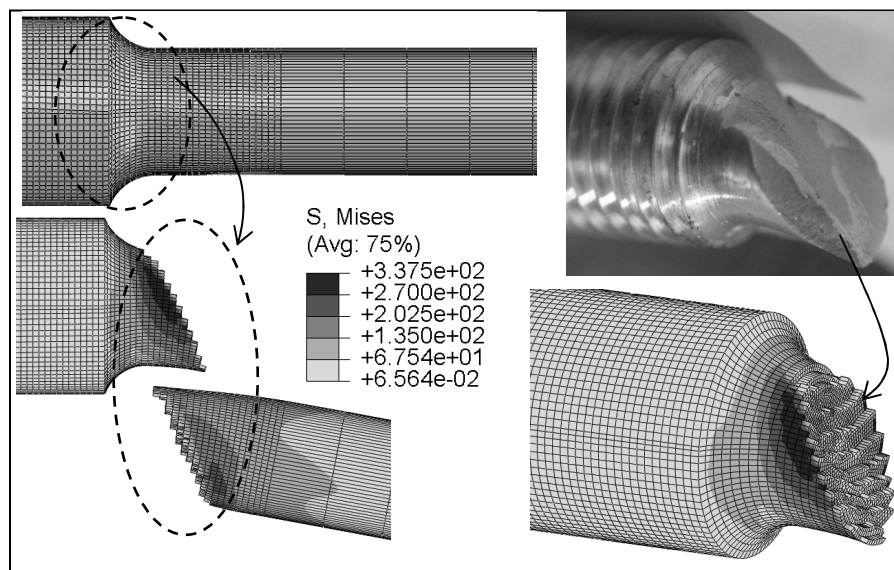 S, Mises
(Avg: 75%)
+3.375e+02
+2.700e+02
+2.025e+02
+1.350e+02
+6.754e+01
+6.564e-02